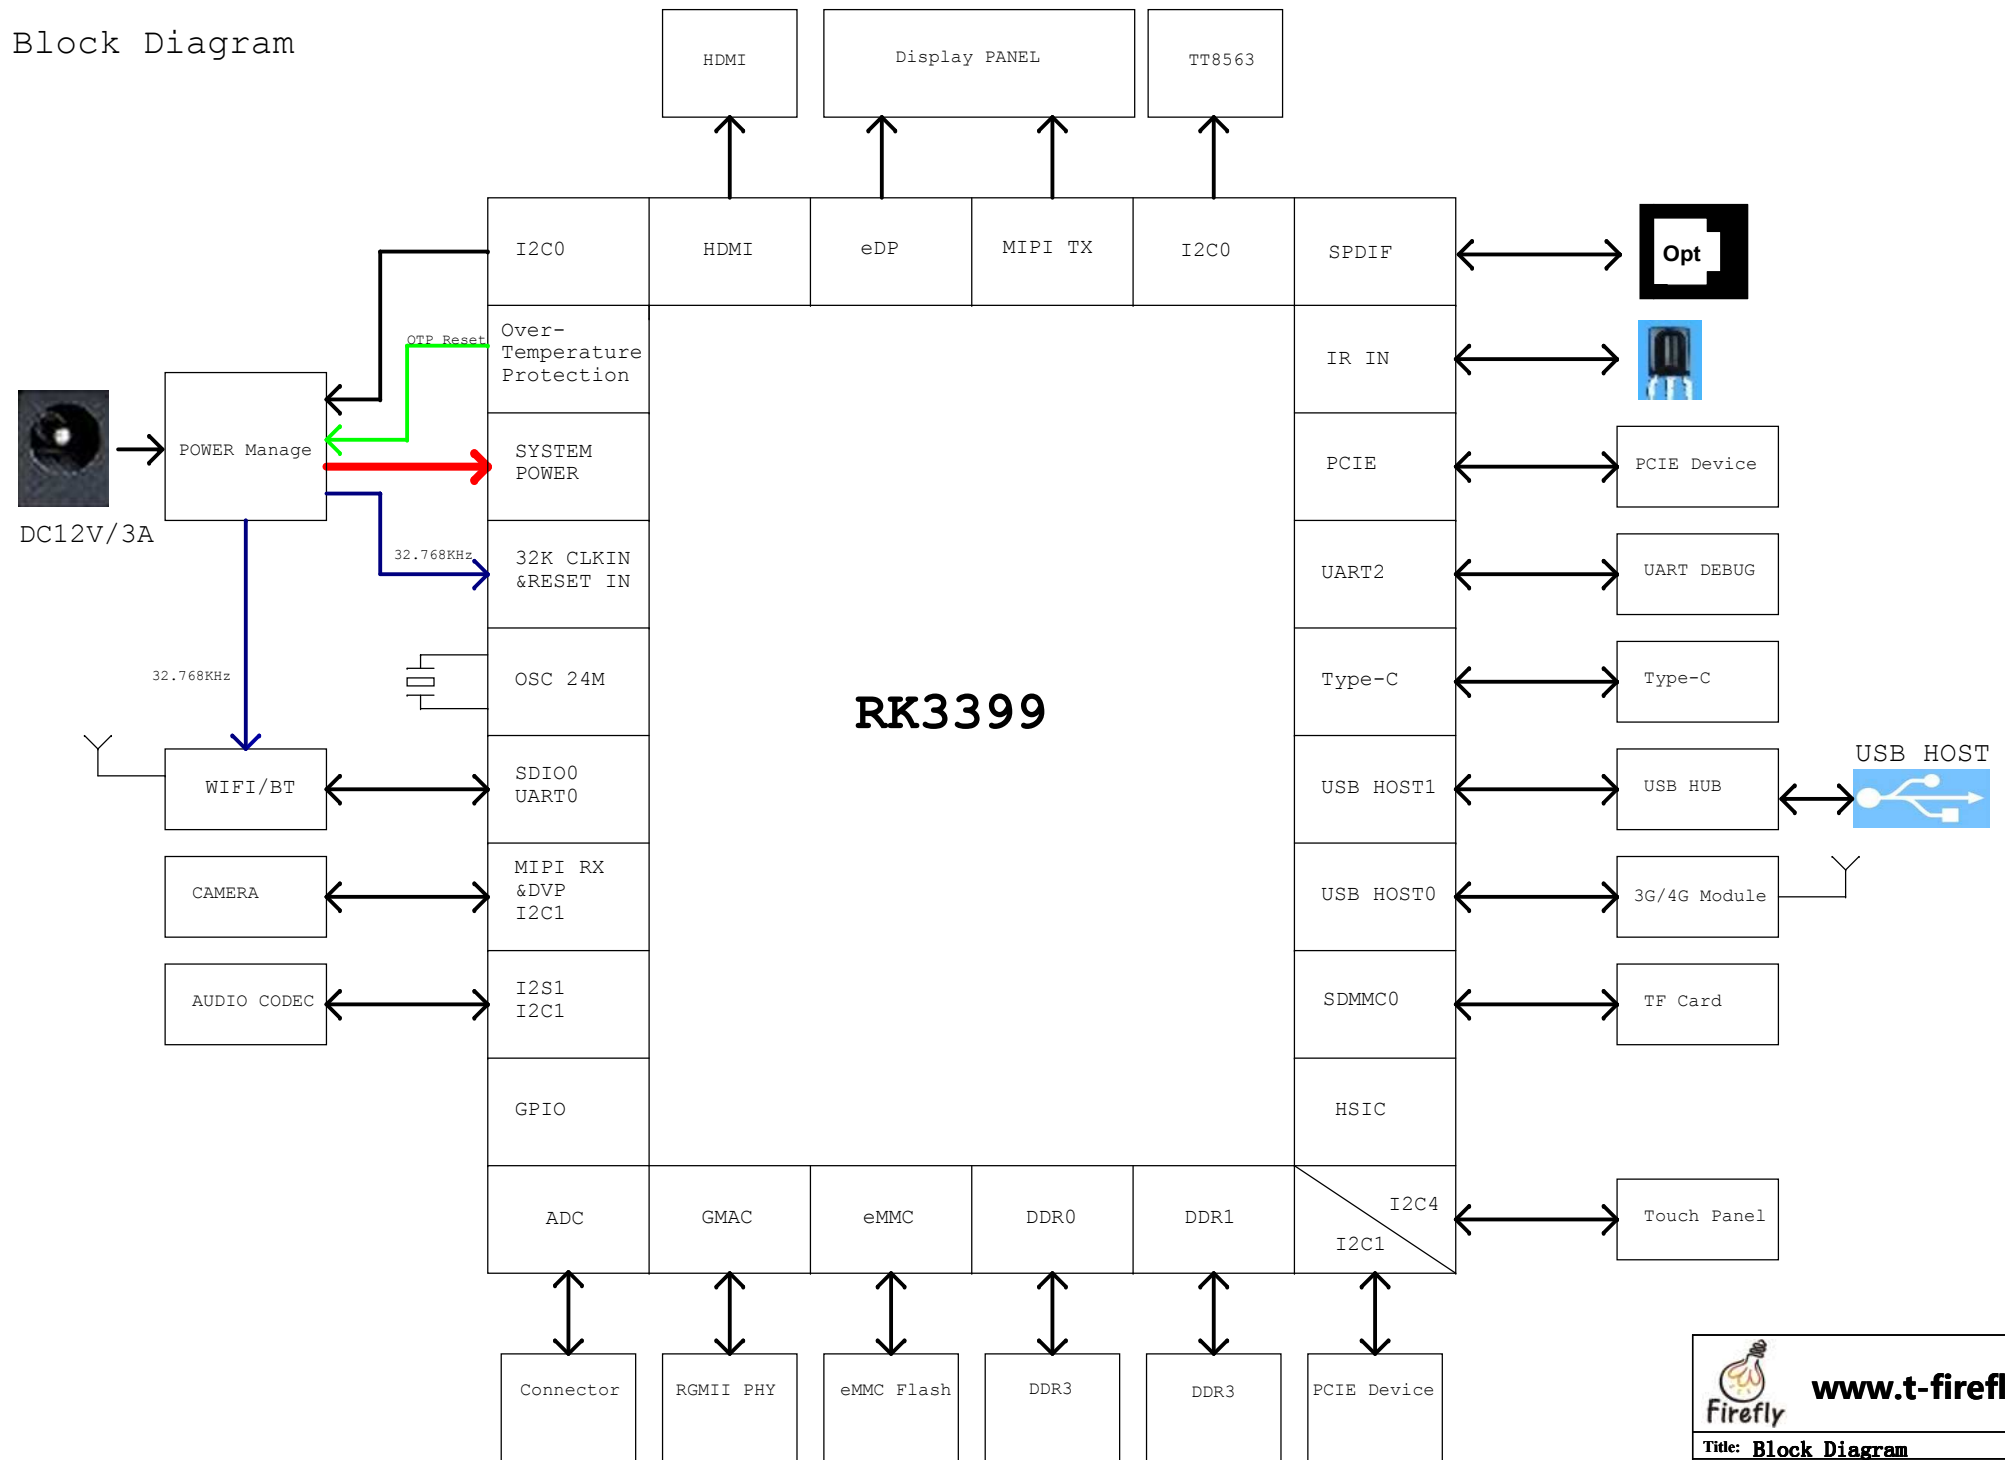 Block Diagram
HDMI
Display PANEL
TT8563
I2C0
HDMI
eDP
MIPI TX
I2C0
SPDIF
Opt
OTP Reset
Over-
Temperature
Protection
IR IN
POWER Manage
DC12V/3A
SYSTEM
POWER
PCIE
PCIE Device
32.768KHz
32K CLKIN
&RESET IN
UART2
UART DEBUG
32.768KHz
OSC 24M
RK3399
Type-C
Type-C
WIFI/BT
SDIO0
UART0
USB HOST1
USB HUB
USB HOST
CAMERA
MIPI RX
&DVP
I2C1
USB HOST0
3G/4G Module
AUDIO CODEC
I2S1
I2C1
SDMMC0
TF Card
GPIO
HSIC
ADC
GMAC
eMMC
DDR0
DDR1
I2C4
I2C1
Touch Panel
Connector
RGMII PHY
eMMC Flash
DDR3
DDR3
PCIE Device
Firefly
www.t-firefl
Title: Block Diagram